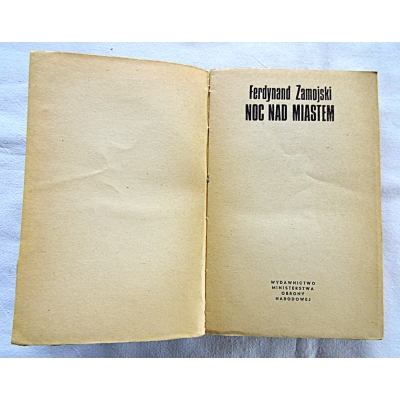 Ferdynand Zamojski
NOC NAD MIASTEM
WYDAWNICTWO
MINISTERSTWA
OBRONY
NARODOWEJ